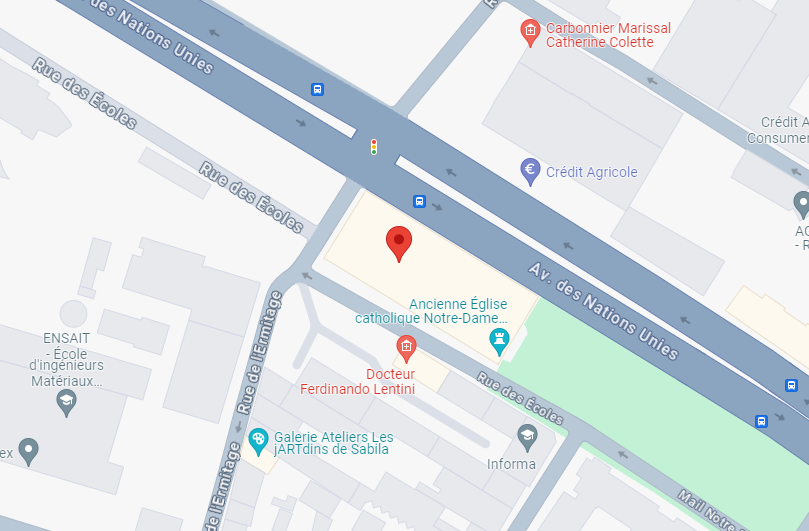 des Nations Unies
Carbonnier Marissal
Catherine Colette
Rue des Écoles
Crédit A
Consumer
Rue des Écoles
Crédit Agricole
AC
- R
Av. des Nations Unies
Ancienne Église
catholique Notre-Dame...
ENSAIT
- École
d'ingénieurs
Matériaux...
Rue de l'Ermitage
Docteur
Ferdinando Lentini
Rue des Écoles
Galerie Ateliers Les
jARTdins de Sabila
ex
Informa
de l'Ermitage
Mail Notre